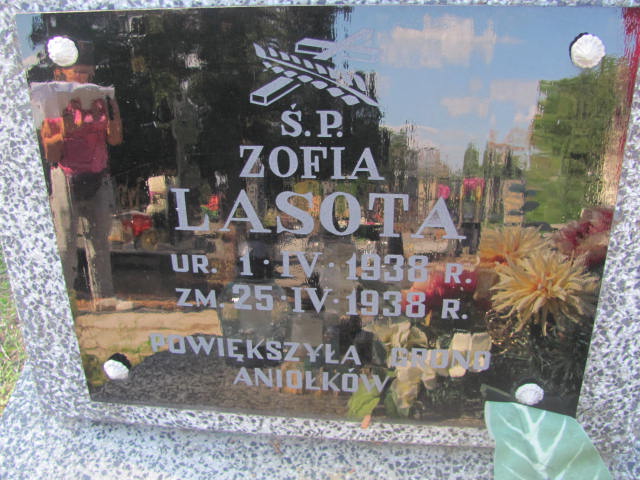 Ś.P.
ZOFIA
LASOTA
UR. 1·IV·1938 R.
ZM. 25·IV·1938 R.
POWIĘKSZYŁA GRONO
ANIOŁKÓW